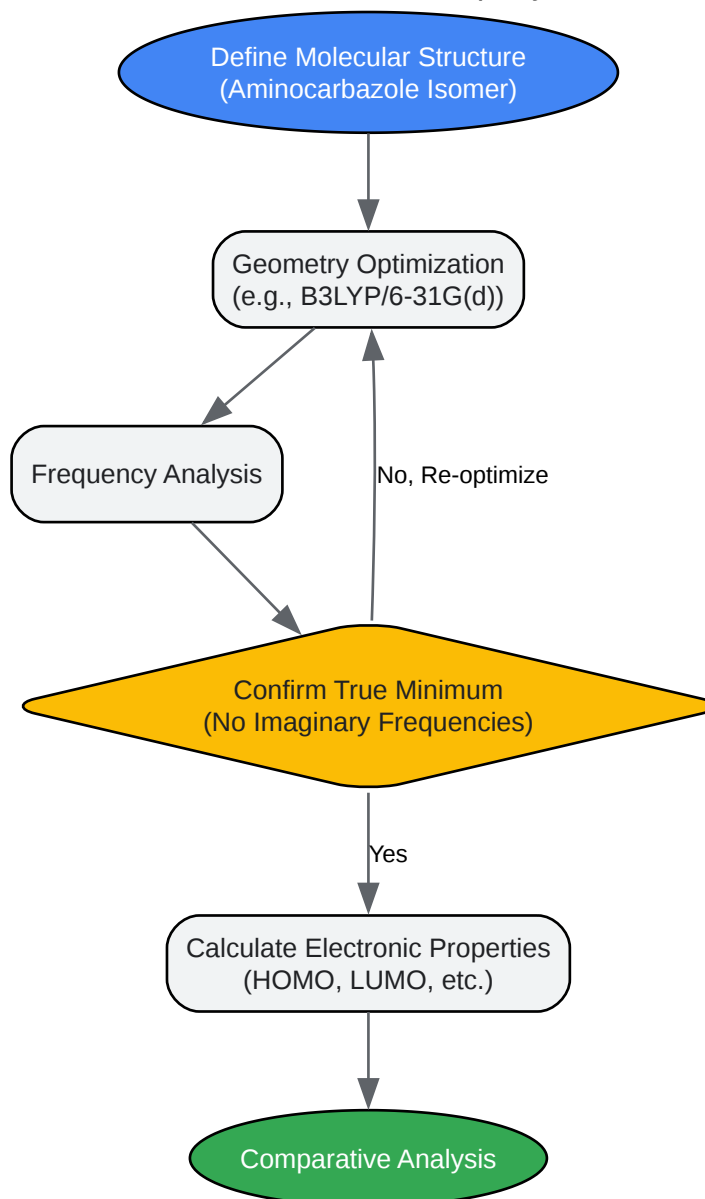 Define Molecular Structure
(Aminocarbazole Isomer)
Geometry Optimization
(e.g., B3LYP/6-31G(d))
Frequency Analysis
No, Re-optimize
Confirm True Minimum
(No Imaginary Frequencies)
Yes
Calculate Electronic Properties
(HOMO, LUMO, etc.)
Comparative Analysis